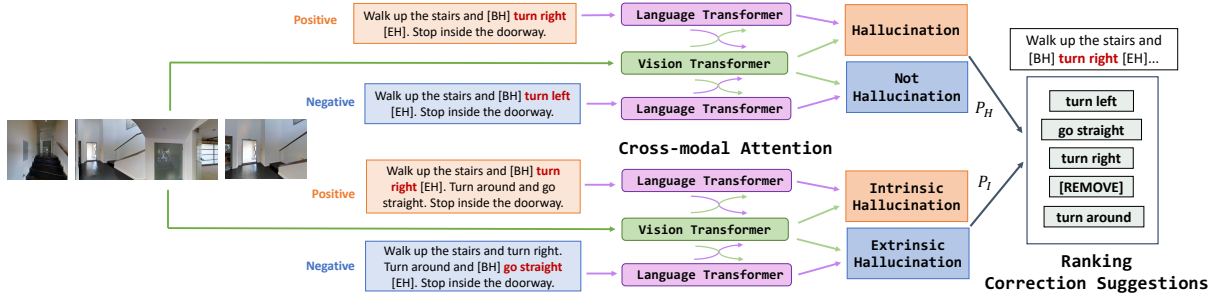 Positive
Walk up the stairs and [BH] turn right
[EH]. Stop inside the doorway.
Language Transformer
Hallucination
Vision Transformer
Negative
Walk up the stairs and [BH] turn left
[EH]. Stop inside the doorway.
Language Transformer
Not
Hallucination
P_H
Cross-modal Attention
Positive
Walk up the stairs and [BH] turn
right [EH]. Turn around and go
straight. Stop inside the doorway.
Language Transformer
Intrinsic
Hallucination
P_I
Vision Transformer
Negative
Walk up the stairs and turn right.
Turn around and [BH] go straight
[EH]. Stop inside the doorway.
Language Transformer
Extrinsic
Hallucination
Walk up the stairs and
[BH] turn right [EH]...
turn left
go straight
turn right
[REMOVE]
turn around
Ranking
Correction Suggestions